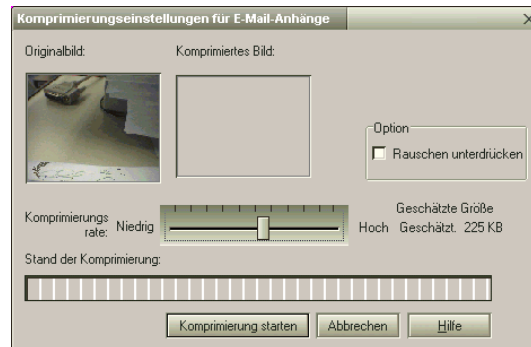 Komprimierungseinstellungen für E-Mail-Anhänge
Originalbild:
Komprimiertes Bild:
Option
Rauschen unterdrücken
Komprimierungs
rate:
Niedrig
Hoch
Geschätzte Größe
Geschätzt. 225 KB
Stand der Komprimierung:
Komprimierung starten
Abbrechen
Hilfe